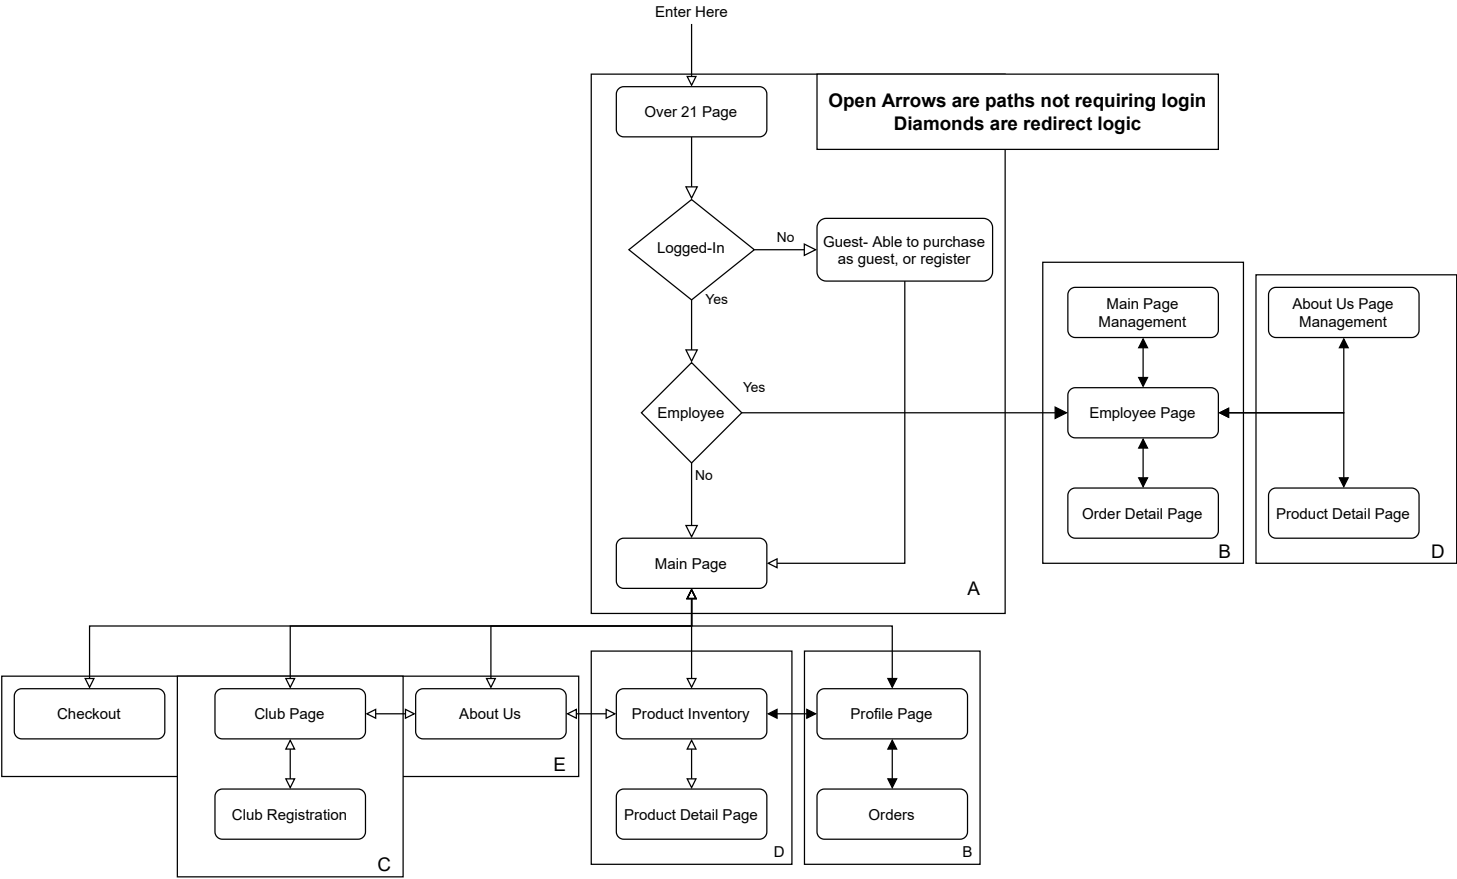 Enter Here
Over 21 Page
Open Arrows are paths not requiring login
Diamonds are redirect logic
Logged-In
No
Guest- Able to purchase
as guest, or register
Yes
Main Page
Management
About Us Page
Management
Yes
Employee
Employee Page
No
Order Detail Page
Product Detail Page
B
D
Main Page
A
Checkout
Club Page
About Us
Product Inventory
Profile Page
E
Club Registration
Product Detail Page
Orders
C
D
B